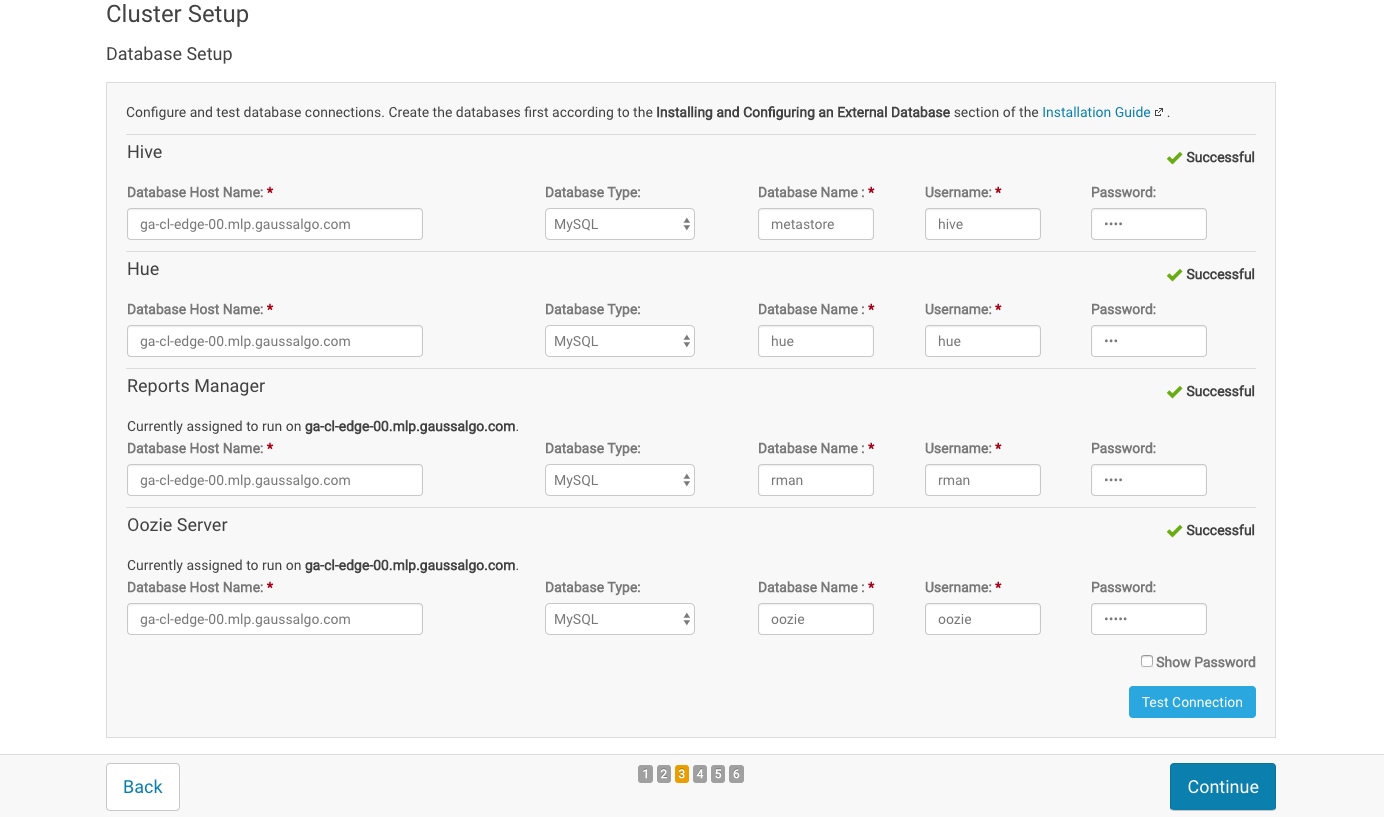 Cluster Setup
Database Setup
Configure and test database connections. Create the databases first according to the Installing and Configuring an External Database section of the Installation Guide .
Hive
Successful
Database Host Name: * Database Type: Database Name : * Username: * Password:
ga-cl-edge-00.mlp.gaussalgo.com MySQL metastore hive ••••
Hue
Successful
Database Host Name: * Database Type: Database Name : * Username: * Password:
ga-cl-edge-00.mlp.gaussalgo.com MySQL hue hue •••
Reports Manager
Successful
Currently assigned to run on ga-cl-edge-00.mlp.gaussalgo.com.
Database Host Name: * Database Type: Database Name : * Username: * Password:
ga-cl-edge-00.mlp.gaussalgo.com MySQL rman rman ••••
Oozie Server
Successful
Currently assigned to run on ga-cl-edge-00.mlp.gaussalgo.com.
Database Host Name: * Database Type: Database Name : * Username: * Password:
ga-cl-edge-00.mlp.gaussalgo.com MySQL oozie oozie •••••
Show Password
Test Connection
Back 1 2 3 4 5 6 Continue